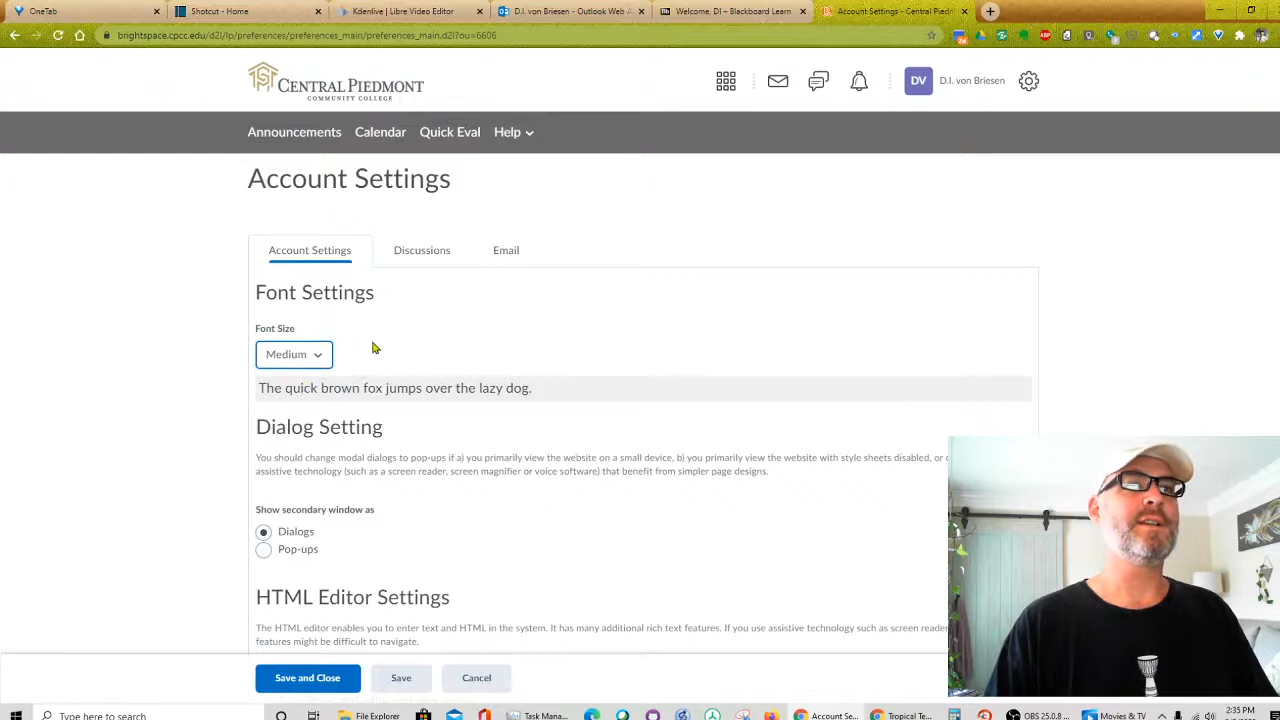 OneTab
Shotcut - Home
Kdenlive | Libre Video Editor
D.I. von Briesen - Outlook Web A
Welcome, DI – Blackboard Learn
Account Settings - Central Pied
brightspace.cpcc.edu/d2l/lp/preferences/preferences_main/preferences_main.d2l?ou=6606
CENTRAL PIEDMONT
COMMUNITY COLLEGE
DV
D.I. von Briesen
Announcements Calendar Quick Eval Help
Account Settings
Account Settings Discussions Email
Font Settings
Font Size
Medium
The quick brown fox jumps over the lazy dog.
Dialog Setting
You should change modal dialogs to pop-ups if a) you primarily view the website on a small device, b) you primarily view the website with style sheets disabled, or
assistive technology (such as a screen reader, screen magnifier or voice software) that benefit from simpler page designs.
Show secondary window as
Dialogs
Pop-ups
HTML Editor Settings
The HTML editor enables you to enter text and HTML in the system. It has many additional rich text features. If you use assistive technology such as screen reader
features might be difficult to navigate.
Save and Close Save Cancel
Type here to search
File Explorer
Task Mana...
Account Se...
Tropical Te...
OBS 25.0.8
Movies & TV
2:35 PM